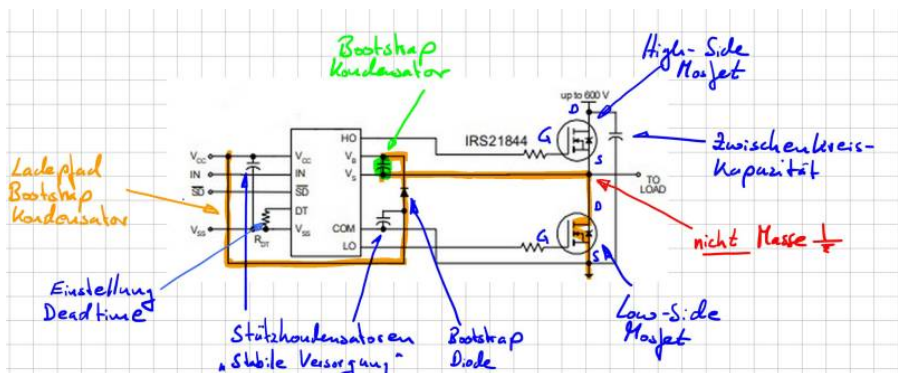 Bootstrap
Kondensator
High-Side
Mosfet
up to 600 V
D
HO
IRS21844
G
S
Zwischenkreis-
Kapazität
Ladepfad
Bootstrap
Kondensator
VCC
VCC
VB
IN
IN
VS
SD
SD
TO
LOAD
DT
D
VSS
RDT
VSS
COM
LO
G
S
nicht Masse
Einstellung
Deadtime
Stützkondensatoren
"Stabile Versorgung"
Bootstrap
Diode
Low-Side
Mosfet